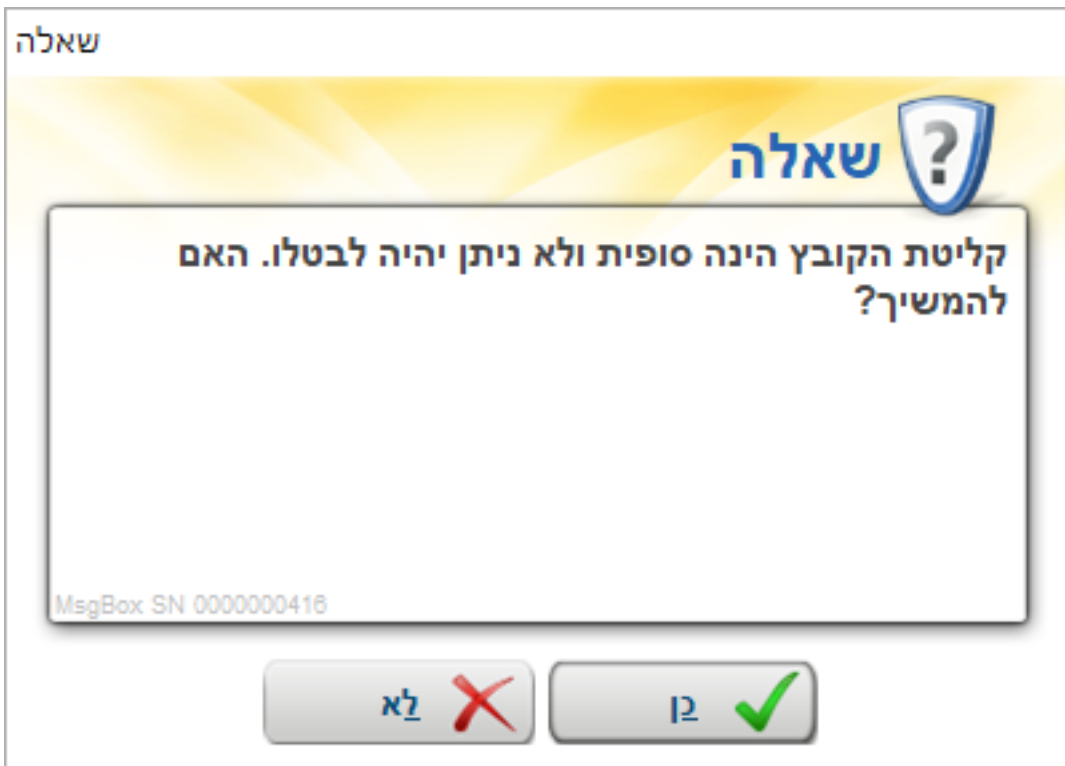 שאלה
שאלה
קליטת הקובץ הינה סופית ולא ניתן יהיה לבטלו. האם
להמשיך?
MsgBox SN 0000000416
כן
לא